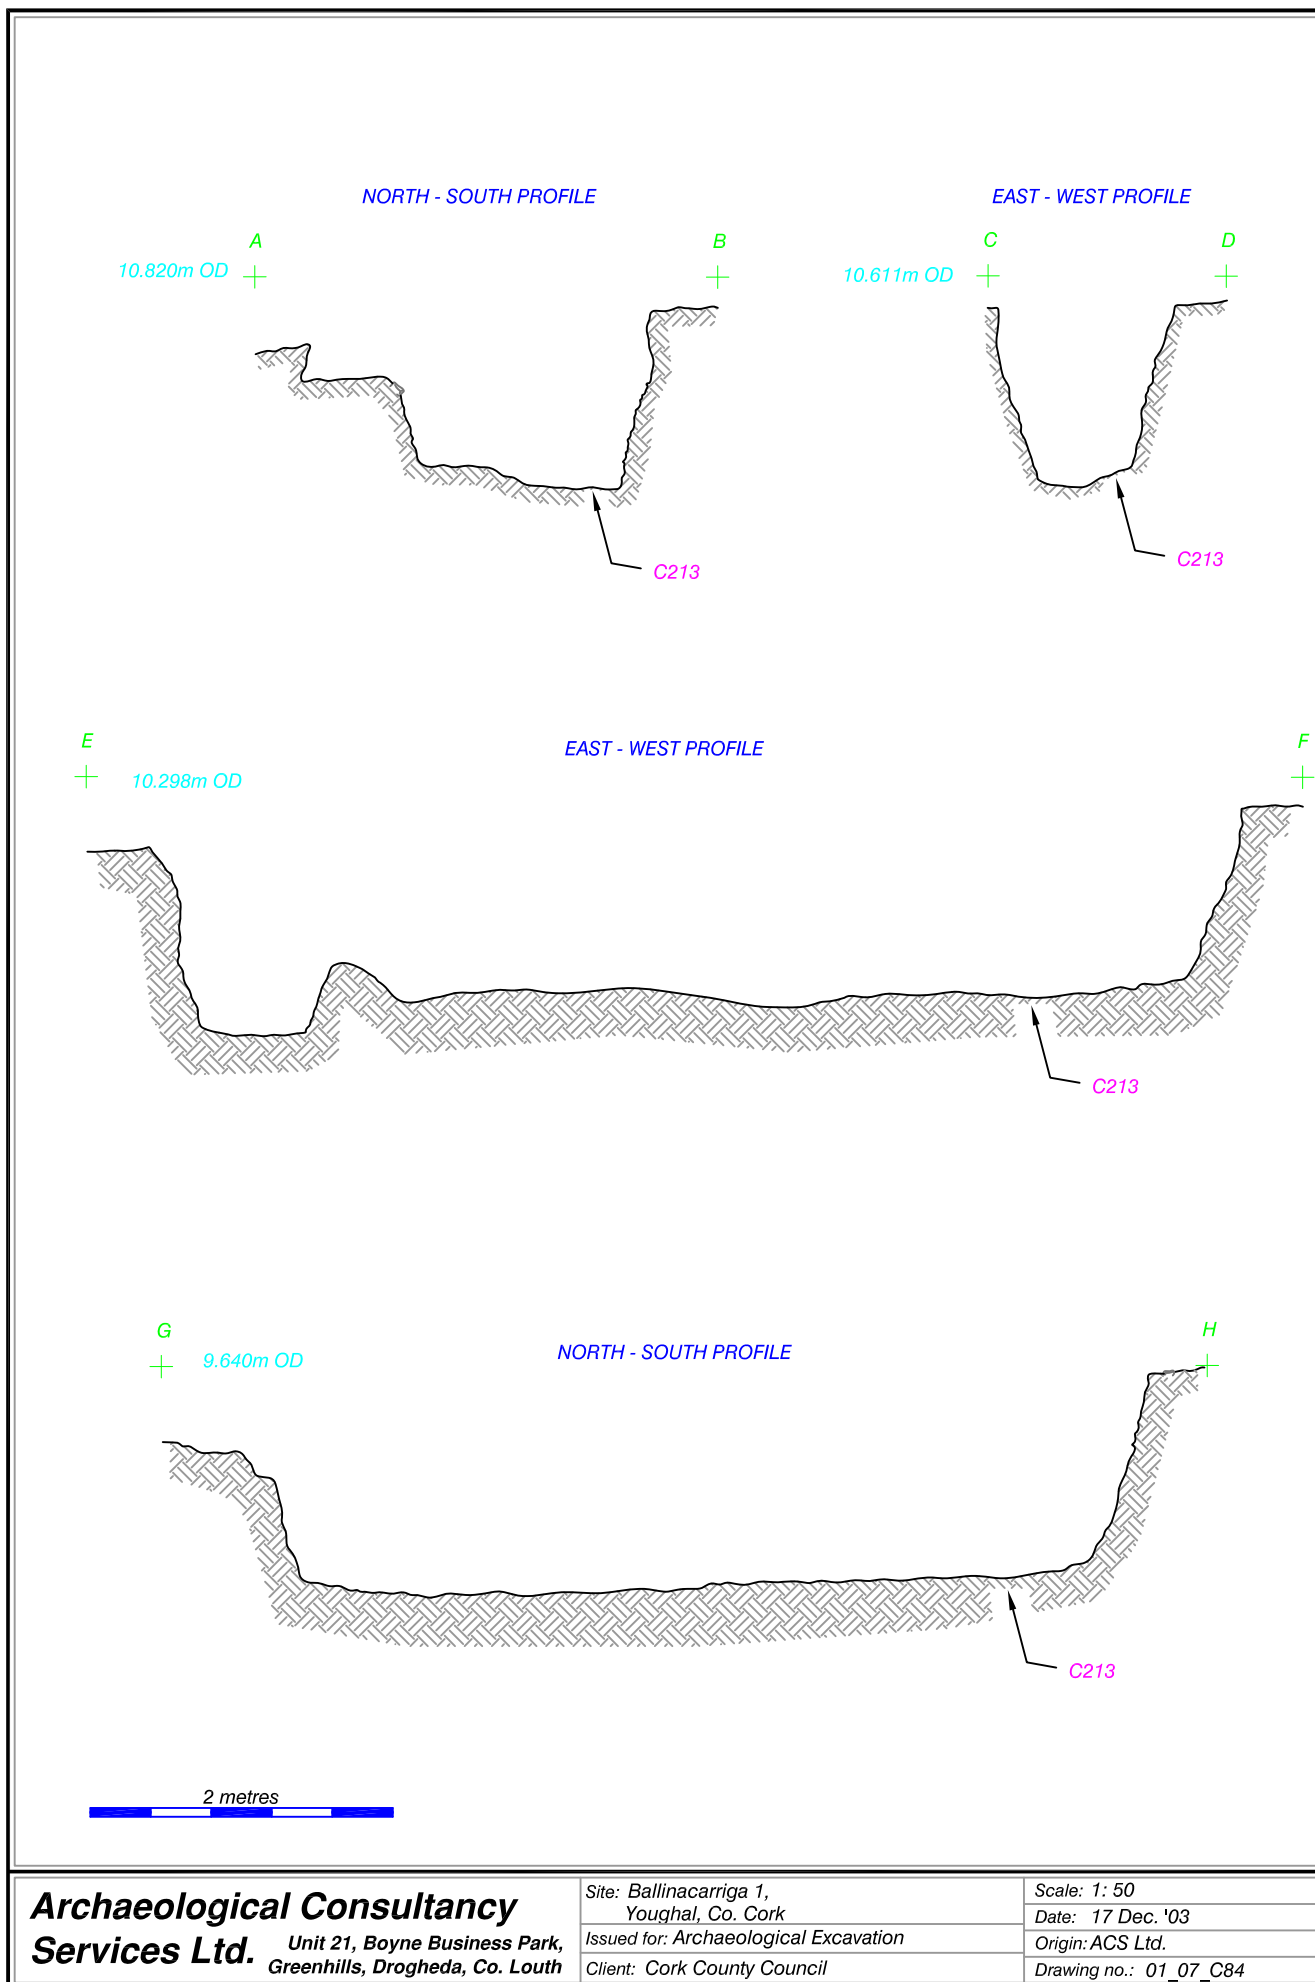 NORTH - SOUTH PROFILE
EAST - WEST PROFILE
A
B
C
D
10.820m OD
10.611m OD
C213
C213
E
EAST - WEST PROFILE
F
10.298m OD
C213
G
H
9.640m OD
NORTH - SOUTH PROFILE
C213
2 metres
Archaeological Consultancy
Services Ltd.
Unit 21, Boyne Business Park,
Greenhills, Drogheda, Co. Louth
Site: Ballinacarriga 1,
Youghal, Co. Cork
Issued for: Archaeological Excavation
Client: Cork County Council
Scale: 1: 50
Date: 17 Dec. '03
Origin: ACS Ltd.
Drawing no.: 01_07_C84